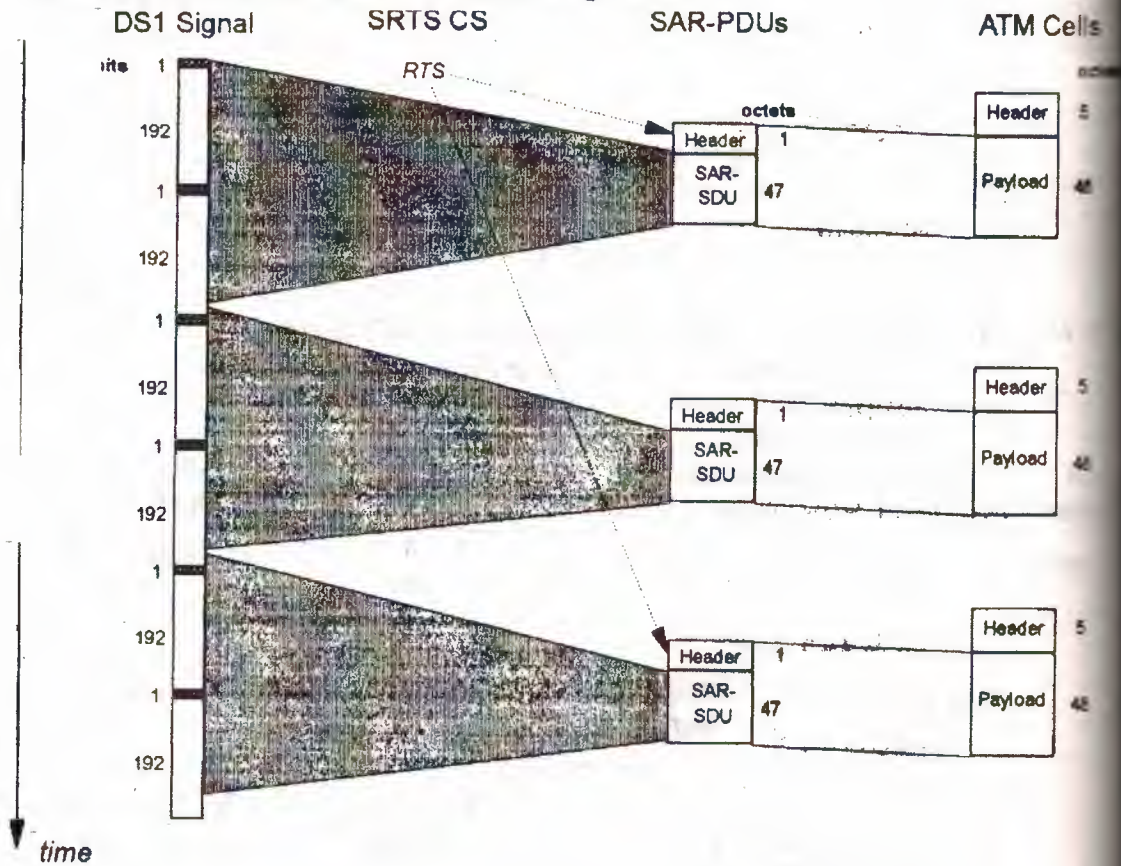 DS1 Signal SRTS CS SAR-PDUs ATM Cells
1
RTS
octets
5
Header
192
Header 1
SAR-
SDU
47
Payload
1
192
1
5
Header
192
Header 1
SAR-
SDU
47
Payload
1
192
1
5
Header
192
Header 1
SAR-
SDU
47
Payload
1
192
time